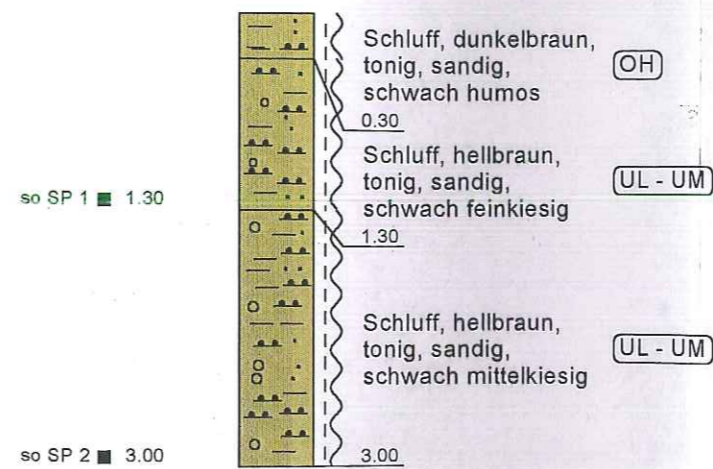 Schluff, dunkelbraun,
tonig, sandig,
schwach humos
OH
0.30
Schluff, hellbraun,
tonig, sandig,
schwach feinkiesig
UL - UM
so SP 1 1.30
1.30
Schluff, hellbraun,
tonig, sandig,
schwach mittelkiesig
UL - UM
so SP 2 3.00
3.00